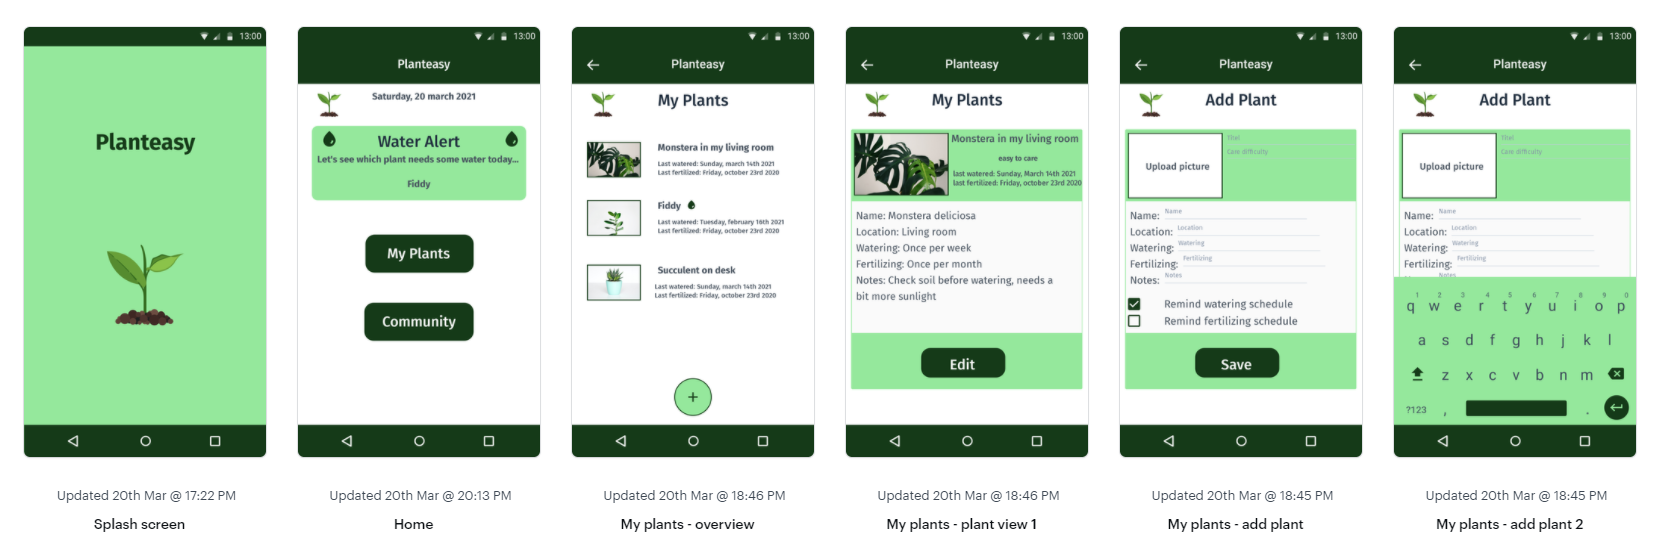 13:00
Planteasy
Updated 20th Mar @ 17:22 PM
Splash screen
13:00
Planteasy
Saturday, 20 march 2021
Water Alert
Let's see which plant needs some water today...
Fiddy
My Plants
Community
Updated 20th Mar @ 20:13 PM
Home
13:00
Planteasy
My Plants
Monstera in my living room
Last watered: Sunday, march 14th 2021
Last fertilized: Friday, october 23rd 2020
Fiddy
Last watered: Tuesday, february 16th 2021
Last fertilized: Friday, october 23rd 2020
Succulent on desk
Last watered: Sunday, march 14th 2021
Last fertilized: Friday, october 23rd 2020
+
Updated 20th Mar @ 18:46 PM
My plants - overview
13:00
Planteasy
My Plants
Monstera in my living room
easy to care
last watered: Sunday, March 14th 2021
last fertilized: Friday, october 23rd 2020
Name: Monstera deliciosa
Location: Living room
Watering: Once per week
Fertilizing: Once per month
Notes: Check soil before watering, needs a
bit more sunlight
Edit
Updated 20th Mar @ 18:46 PM
My plants - plant view 1
13:00
Planteasy
Add Plant
Upload picture
Care difficulty
Name: Name
Location: Location
Watering: Watering
Fertilizing: Fertilizing
Notes: Notes
Remind watering schedule
Remind fertilizing schedule
Save
Updated 20th Mar @ 18:45 PM
My plants - add plant
13:00
Planteasy
Add Plant
Upload picture
Care difficulty
Name: Name
Location: Location
Watering: Watering
Fertilizing: Fertilizing
Notes
1 2 3 4 5 6 7 8 9 0
q w e r t y u i o p
a s d f g h j k l
z x c v b n m
?123 , .
Updated 20th Mar @ 18:45 PM
My plants - add plant 2